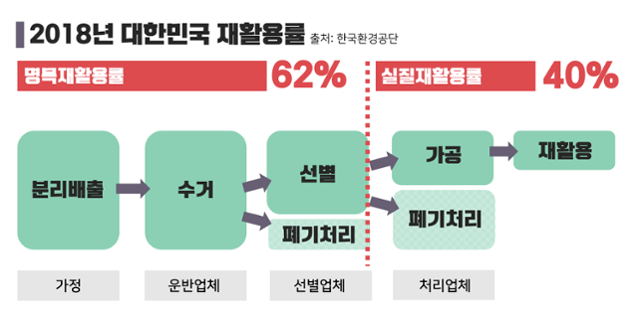 2018년 대한민국 재활용률 출처: 한국환경공단
명목재활용률 62% 실질재활용률 40%
분리배출
수거
선별
폐기처리
가공
폐기처리
재활용
가정
운반업체
선별업체
처리업체